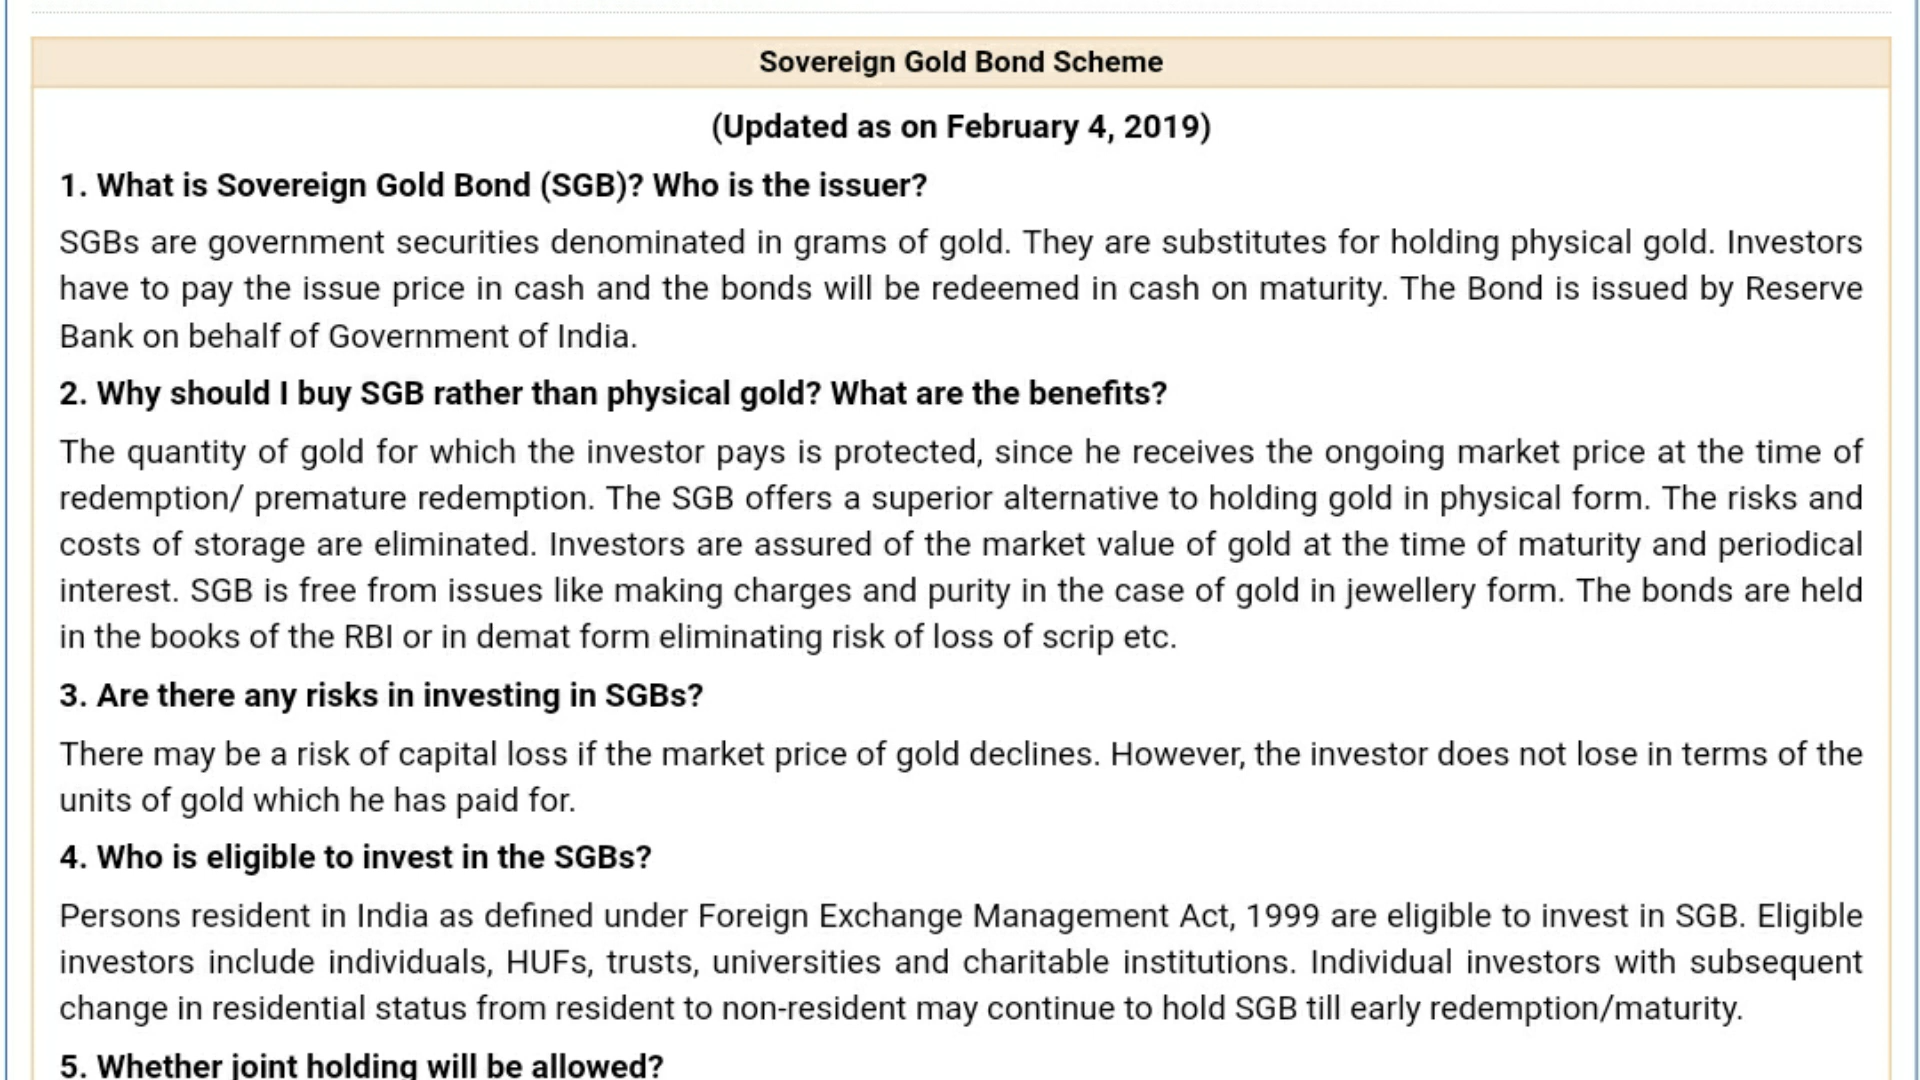 Sovereign Gold Bond Scheme
(Updated as on February 4, 2019)
1. What is Sovereign Gold Bond (SGB)? Who is the issuer?
SGBs are government securities denominated in grams of gold. They are substitutes for holding physical gold. Investors
have to pay the issue price in cash and the bonds will be redeemed in cash on maturity. The Bond is issued by Reserve
Bank on behalf of Government of India.
2. Why should I buy SGB rather than physical gold? What are the benefits?
The quantity of gold for which the investor pays is protected, since he receives the ongoing market price at the time of
redemption/ premature redemption. The SGB offers a superior alternative to holding gold in physical form. The risks and
costs of storage are eliminated. Investors are assured of the market value of gold at the time of maturity and periodical
interest. SGB is free from issues like making charges and purity in the case of gold in jewellery form. The bonds are held
in the books of the RBI or in demat form eliminating risk of loss of scrip etc.
3. Are there any risks in investing in SGBs?
There may be a risk of capital loss if the market price of gold declines. However, the investor does not lose in terms of the
units of gold which he has paid for.
4. Who is eligible to invest in the SGBs?
Persons resident in India as defined under Foreign Exchange Management Act, 1999 are eligible to invest in SGB. Eligible
investors include individuals, HUFs, trusts, universities and charitable institutions. Individual investors with subsequent
change in residential status from resident to non-resident may continue to hold SGB till early redemption/maturity.
5. Whether joint holding will be allowed?